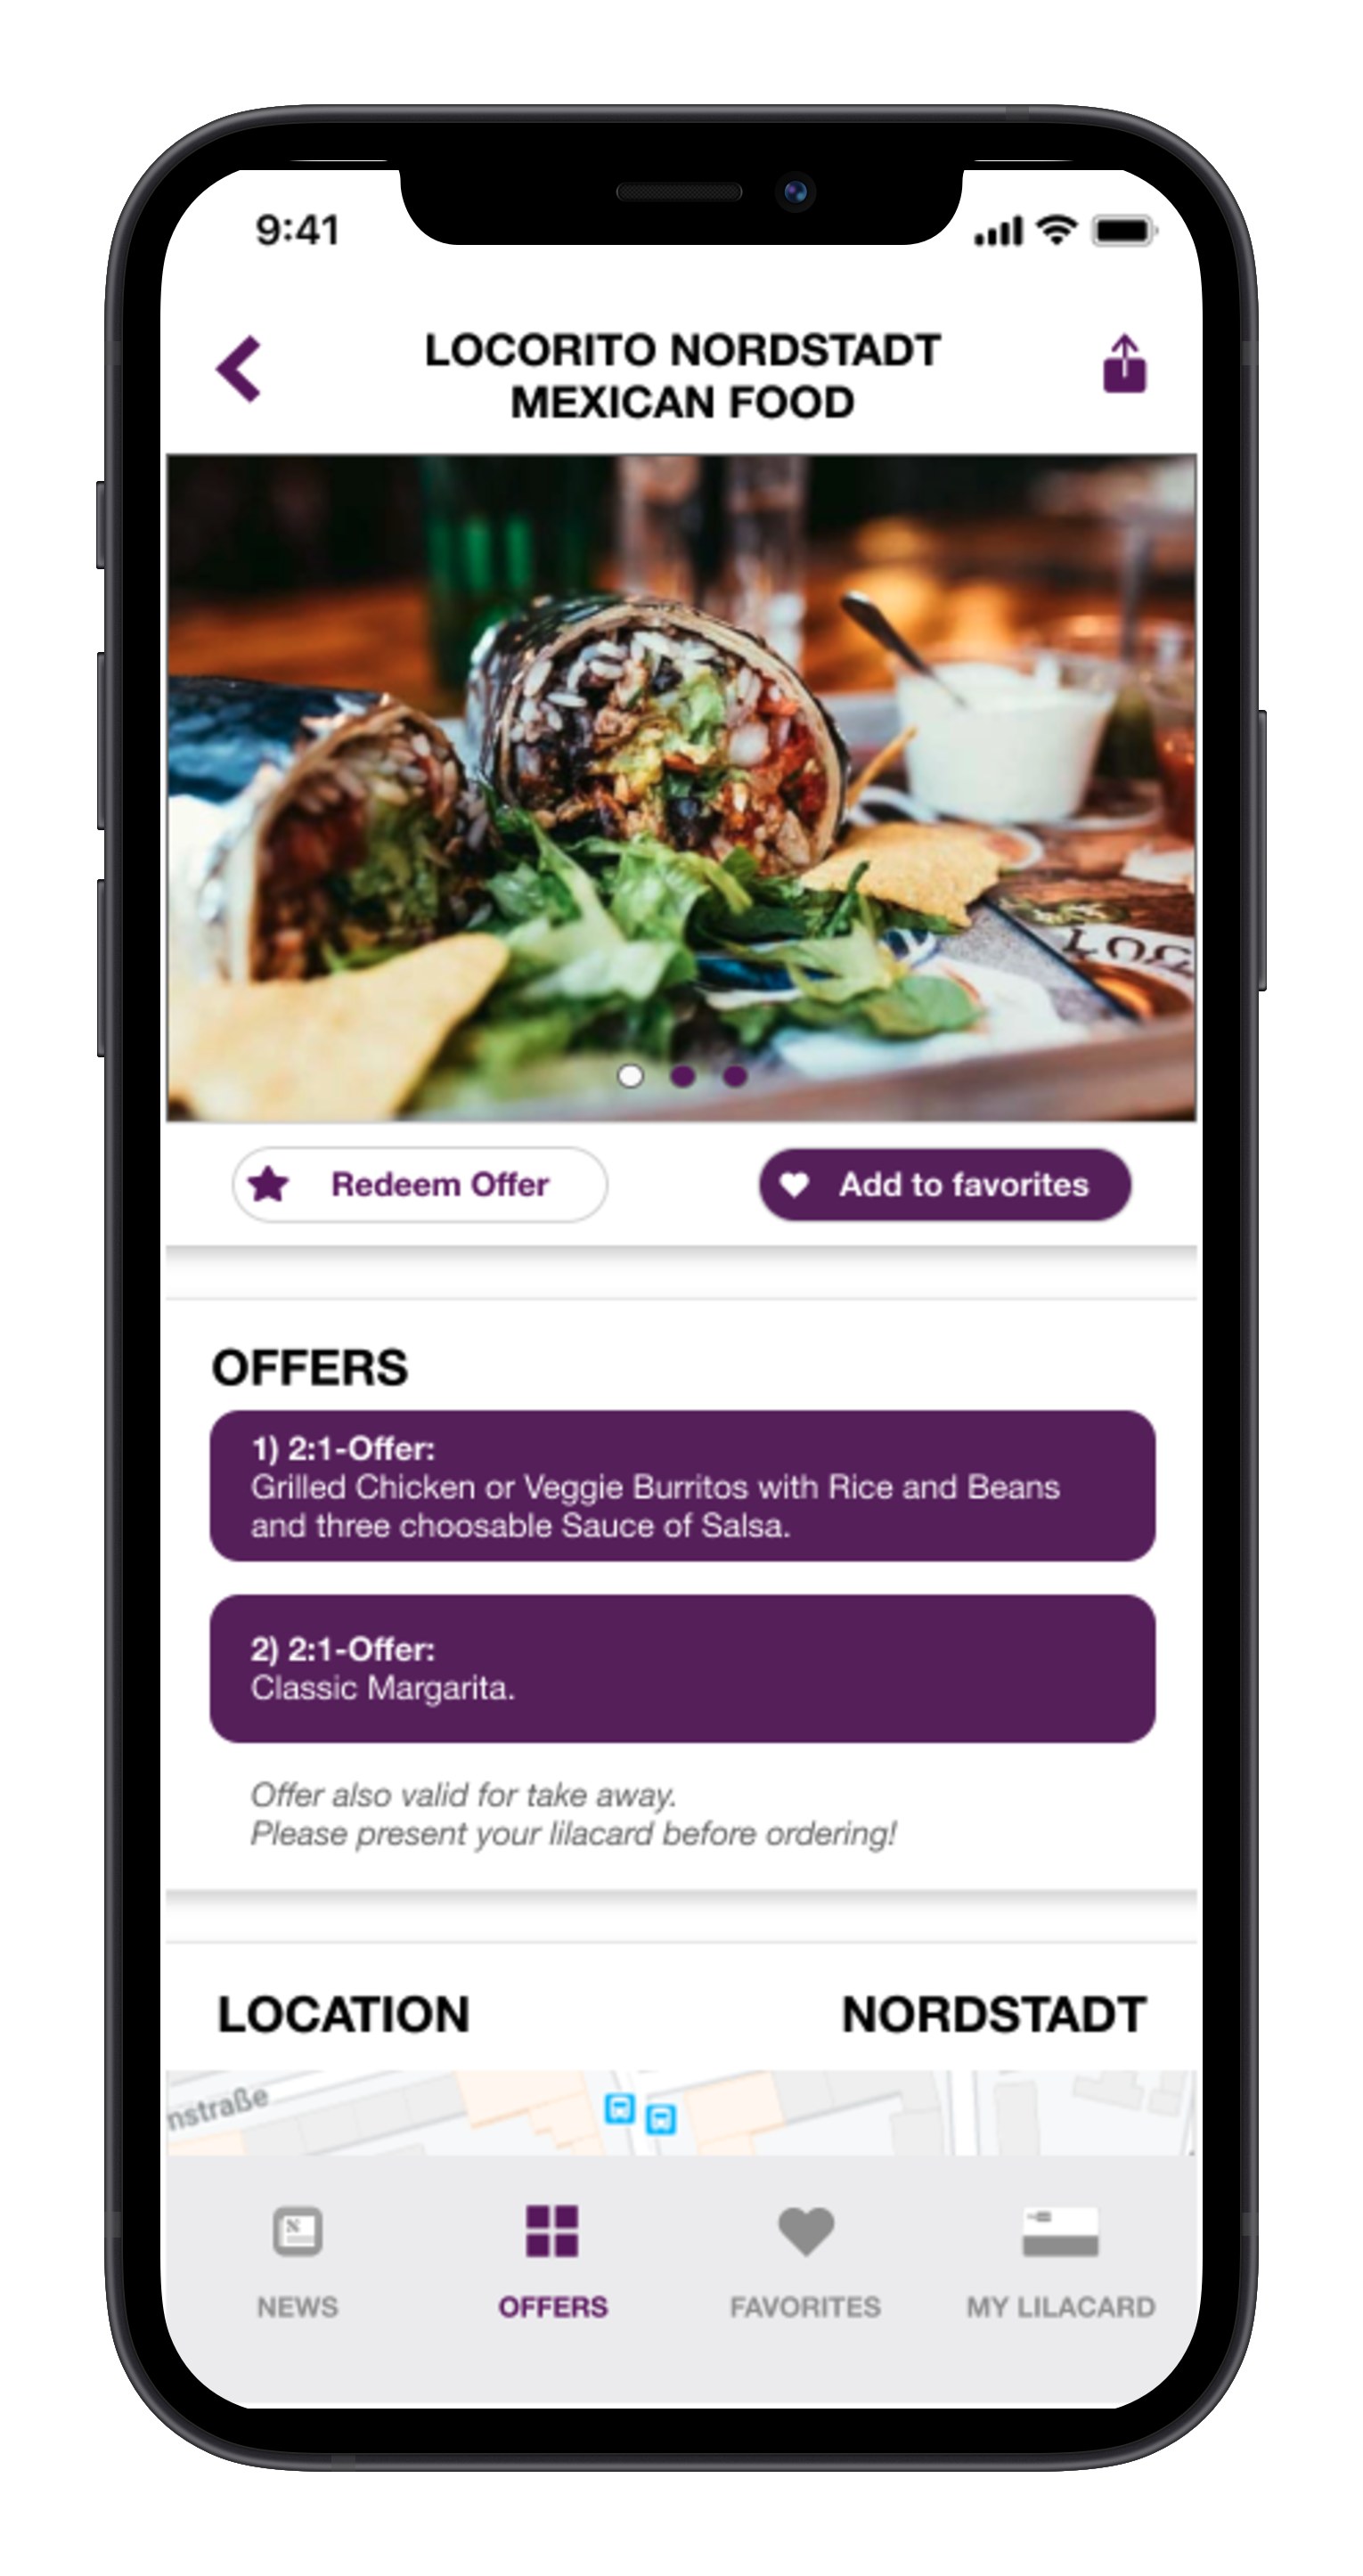 9:41
LOCORITO NORDSTADT
MEXICAN FOOD
Redeem Offer
Add to favorites
OFFERS
1) 2:1-Offer:
Grilled Chicken or Veggie Burritos with Rice and Beans
and three choosable Sauce of Salsa.
2) 2:1-Offer:
Classic Margarita.
Offer also valid for take away.
Please present your lilacard before ordering!
LOCATION
NORDSTADT
nstraße
NEWS
OFFERS
FAVORITES
MY LILACARD